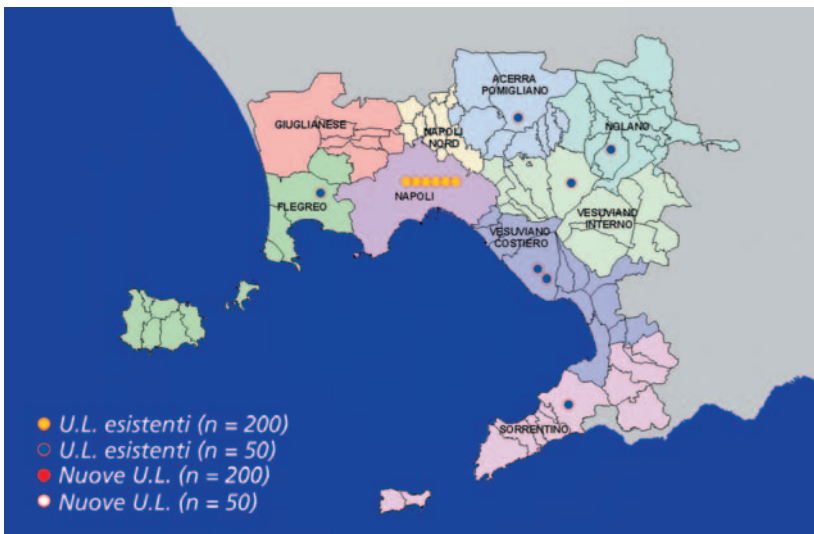 ACERRA
POMIGLIANO
GIUGLIANESE
NAPOLI
NORD
NOLANO
FLEGREO
NAPOLI
VESUVIANO
INTERNO
VESUVIANO
COSTIERO
SORRENTINO
U.L. esistenti (n = 200)
U.L. esistenti (n = 50)
Nuove U.L. (n = 200)
Nuove U.L. (n = 50)